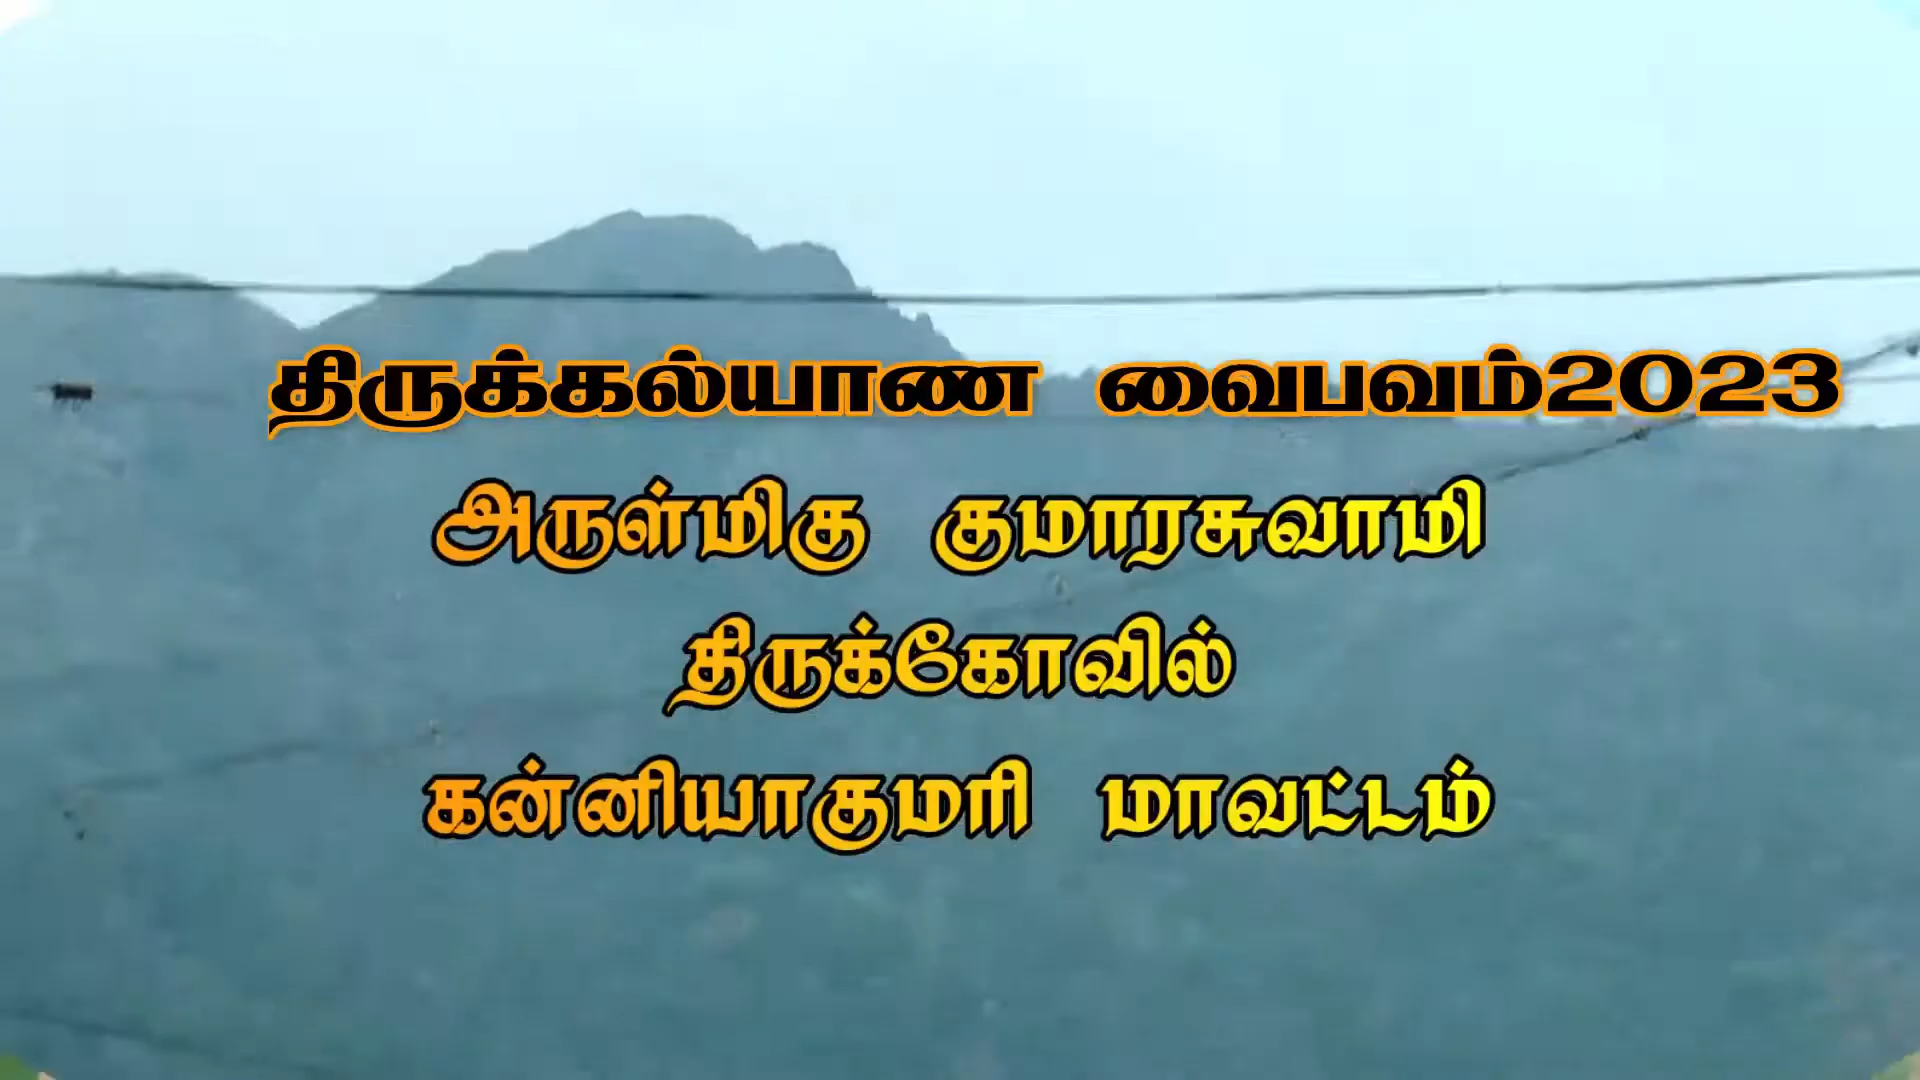 திருக்கல்யாண வைபவம்2023
அருள்மிகு குமாரசுவாமி
திருக்கோவில்
கன்னியாகுமரி மாவட்டம்